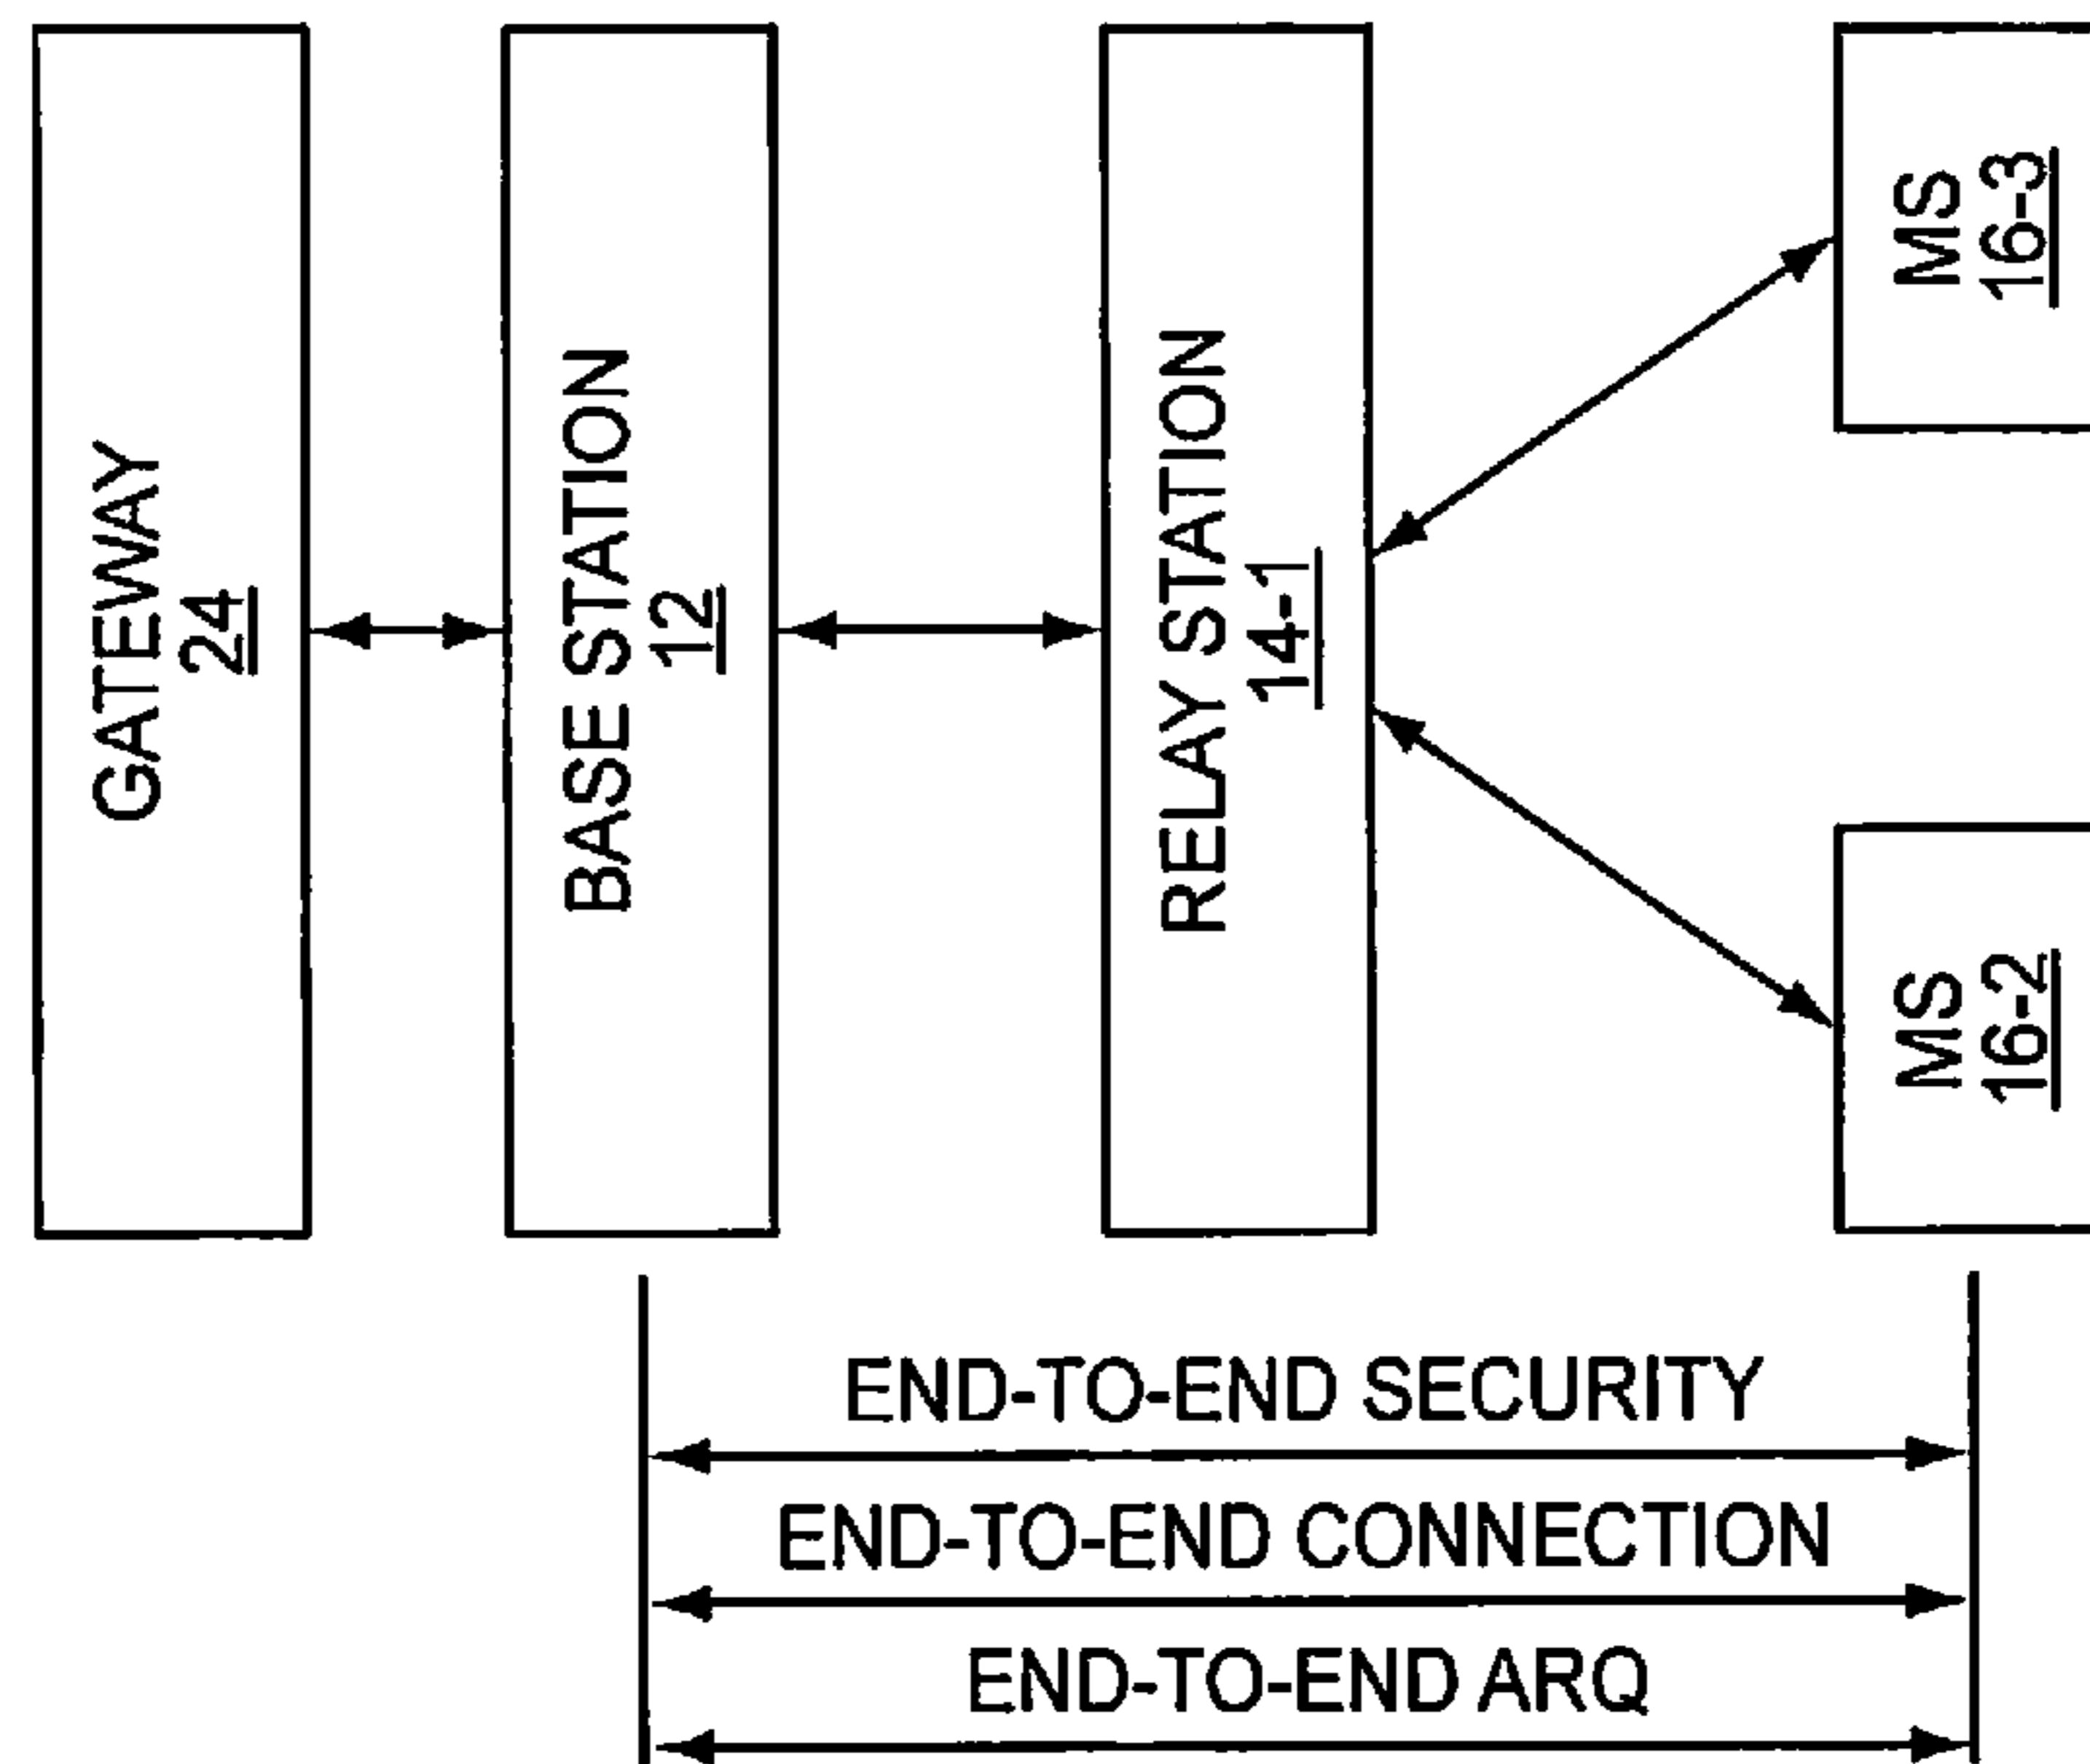 GATEWAY
24
BASE STATION
12
RELAY STATION
14-1
MS
16-3
MS
16-2
END-TO-END SECURITY
END-TO-END CONNECTION
END-TO-END ARQ